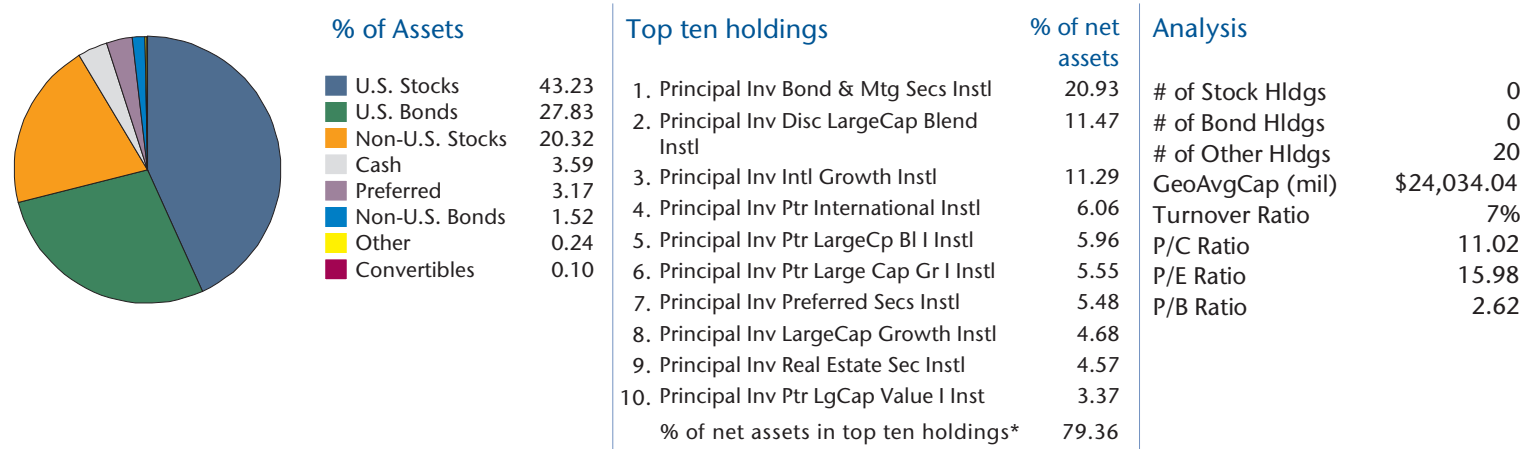 % of Assets
U.S. Stocks 43.23
U.S. Bonds 27.83
Non-U.S. Stocks 20.32
Cash 3.59
Preferred 3.17
Non-U.S. Bonds 1.52
Other 0.24
Convertibles 0.10
Top ten holdings % of net
assets
1. Principal Inv Bond & Mtg Secs Instl 20.93
2. Principal Inv Disc LargeCap Blend 11.47
Instl
3. Principal Inv Intl Growth Instl 11.29
4. Principal Inv Ptr International Instl 6.06
5. Principal Inv Ptr LargeCp Bl I Instl 5.96
6. Principal Inv Ptr Large Cap Gr I Instl 5.55
7. Principal Inv Preferred Secs Instl 5.48
8. Principal Inv LargeCap Growth Instl 4.68
9. Principal Inv Real Estate Sec Instl 4.57
10. Principal Inv Ptr LgCap Value I Inst 3.37
% of net assets in top ten holdings* 79.36
Analysis
# of Stock Hldgs 0
# of Bond Hldgs 0
# of Other Hldgs 20
GeoAvgCap (mil) $24,034.04
Turnover Ratio 7%
P/C Ratio 11.02
P/E Ratio 15.98
P/B Ratio 2.62